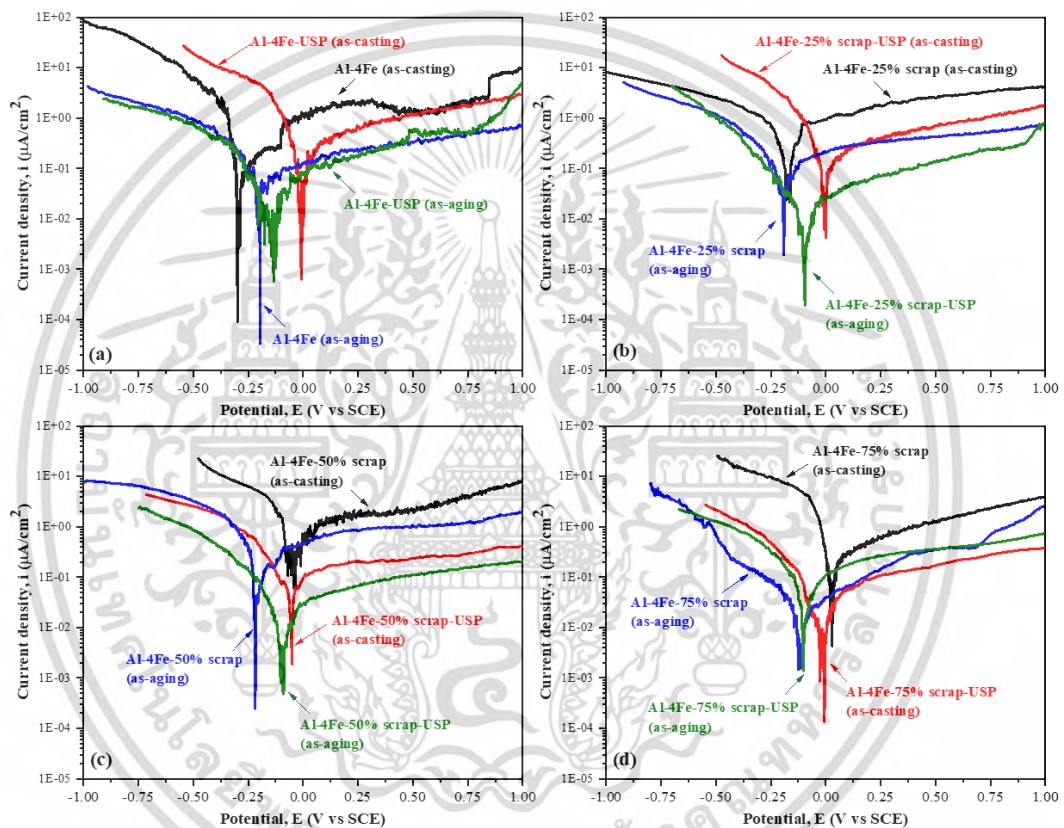 1E+02
1E+01
1E+00
1E-01
1E-02
1E-03
1E-04
1E-05
Current density, i (μA/cm²)
Al-4Fe-USP (as-casting)
Al-4Fe (as-casting)
Al-4Fe-USP (as-aging)
Al-4Fe (as-aging)
(a)
-1.00 -0.75 -0.50 -0.25 0.00 0.25 0.50 0.75 1.00
Potential, E (V vs SCE)
1E+02
1E+01
1E+00
1E-01
1E-02
1E-03
1E-04
1E-05
Current density, i (μA/cm²)
Al-4Fe-25% scrap-USP (as-casting)
Al-4Fe-25% scrap (as-casting)
Al-4Fe-25% scrap
(as-aging)
Al-4Fe-25% scrap-USP
(as-aging)
(b)
-1.00 -0.75 -0.50 -0.25 0.00 0.25 0.50 0.75 1.00
Potential, E (V vs SCE)
1E+02
1E+01
1E+00
1E-01
1E-02
1E-03
1E-04
1E-05
Current density, i (μA/cm²)
Al-4Fe-50% scrap
(as-casting)
Al-4Fe-50% scrap-USP
(as-casting)
Al-4Fe-50% scrap
(as-aging)
Al-4Fe-50% scrap-USP
(as-aging)
(c)
-1.00 -0.75 -0.50 -0.25 0.00 0.25 0.50 0.75 1.00
Potential, E (V vs SCE)
1E+02
1E+01
1E+00
1E-01
1E-02
1E-03
1E-04
1E-05
Current density, i (μA/cm²)
Al-4Fe-75% scrap
(as-casting)
Al-4Fe-75% scrap
(as-aging)
Al-4Fe-75% scrap-USP
(as-casting)
Al-4Fe-75% scrap-USP
(as-aging)
(d)
-1.00 -0.75 -0.50 -0.25 0.00 0.25 0.50 0.75 1.00
Potential, E (V vs SCE)